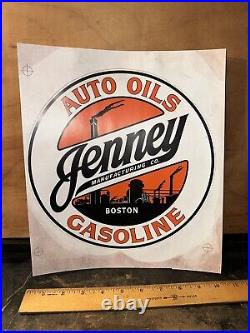 AUTO OILS
Jenney
MANUFACTURING CO.
BOSTON
GASOLINE